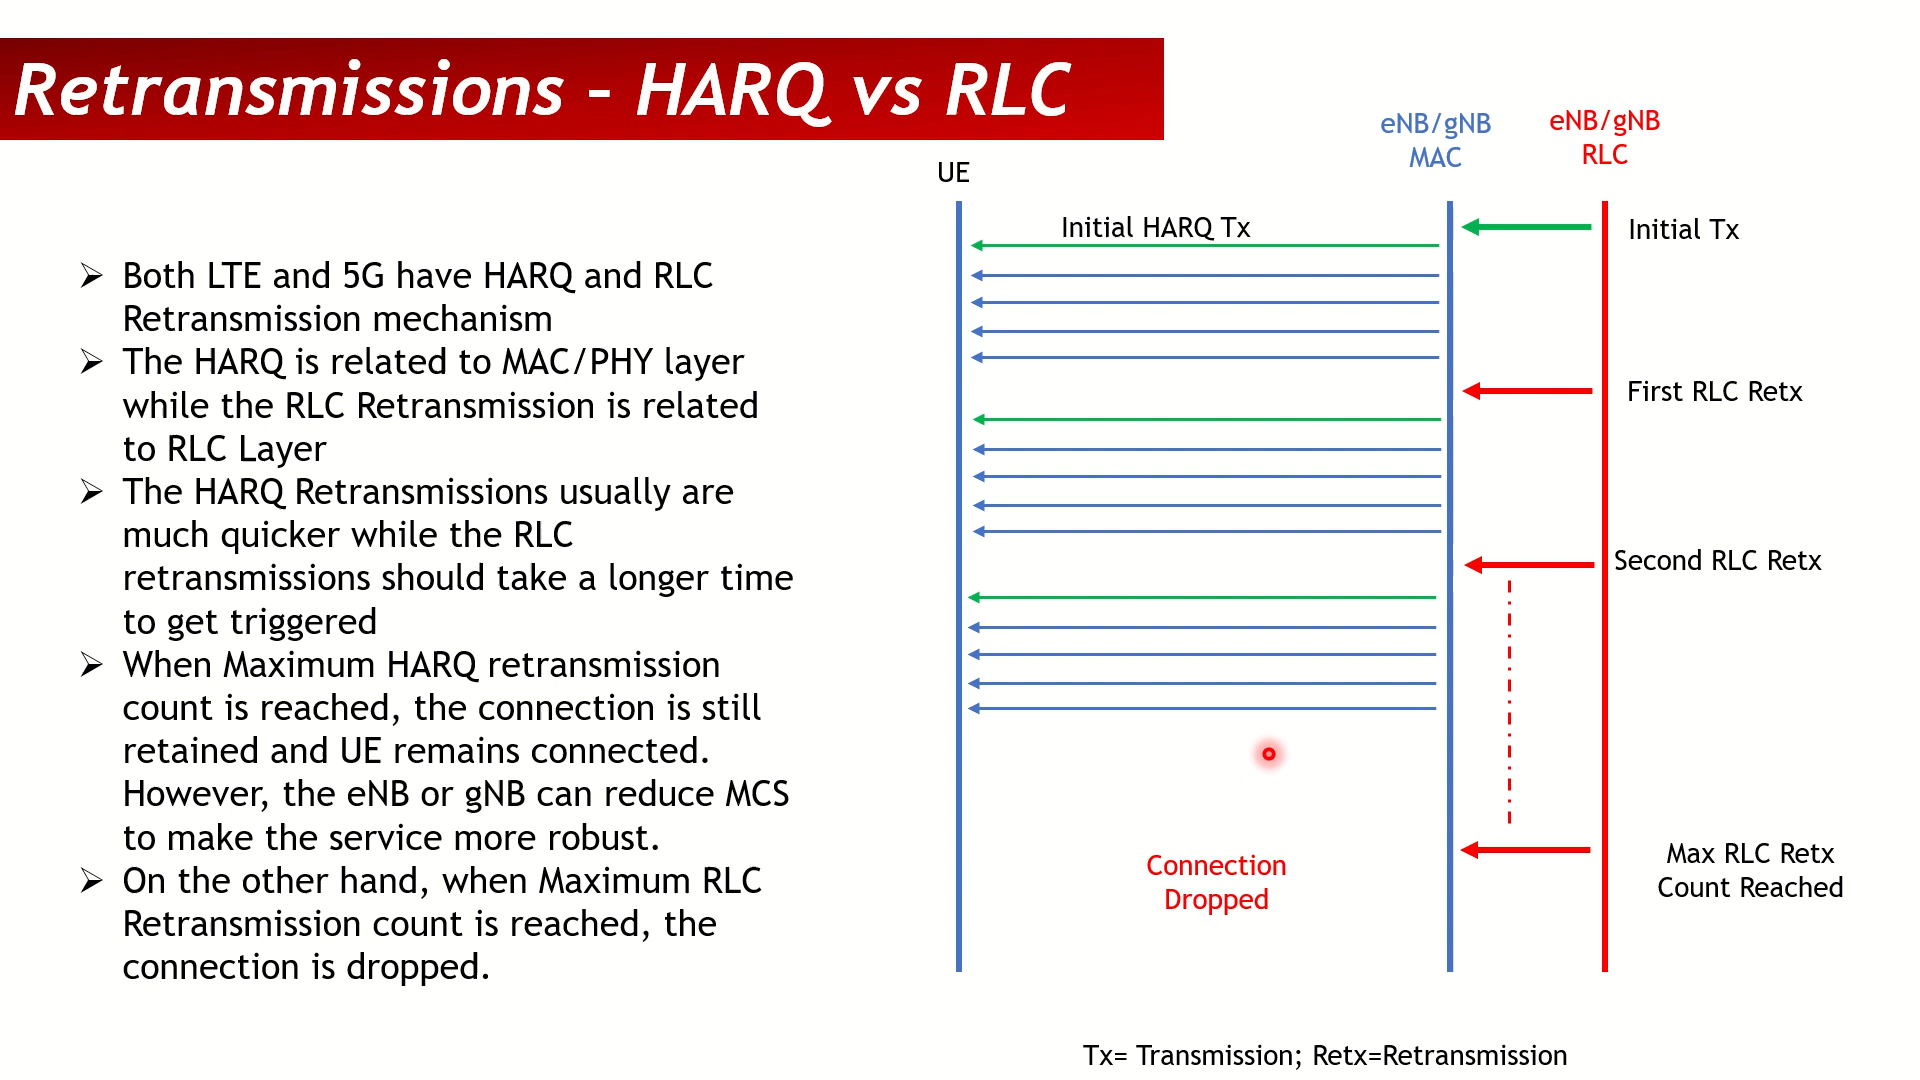 Retransmissions – HARQ vs RLC
➢ Both LTE and 5G have HARQ and RLC
Retransmission mechanism
➢ The HARQ is related to MAC/PHY layer
while the RLC Retransmission is related
to RLC Layer
➢ The HARQ Retransmissions usually are
much quicker while the RLC
retransmissions should take a longer time
to get triggered
➢ When Maximum HARQ retransmission
count is reached, the connection is still
retained and UE remains connected.
However, the eNB or gNB can reduce MCS
to make the service more robust.
➢ On the other hand, when Maximum RLC
Retransmission count is reached, the
connection is dropped.
UE
eNB/gNB
MAC
eNB/gNB
RLC
Initial HARQ Tx
Initial Tx
First RLC Retx
Second RLC Retx
Connection
Dropped
Max RLC Retx
Count Reached
Tx= Transmission; Retx=Retransmission